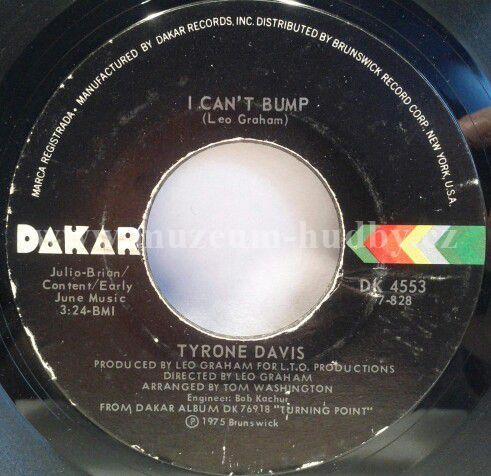 MARCA REGISTRADA. • MANUFACTURED BY DAKAR RECORDS, INC. DISTRIBUTED BY BRUNSWICK RECORD CORP. NEW YORK, U.S.A.
I CAN'T BUMP
(Leo Graham)
DAKAR
www.muzeum-hudby.cz
Julio-Brian/
Content/Early
June Music
3:24-BMI
DK 4553
7-828
TYRONE DAVIS
PRODUCED BY LEO GRAHAM FOR L.T.O. PRODUCTIONS
DIRECTED BY LEO GRAHAM
ARRANGED BY TOM WASHINGTON
Engineer: Bob Kachur
FROM DAKAR ALBUM DK 76918 "TURNING POINT"
Ⓟ 1975 Brunswick